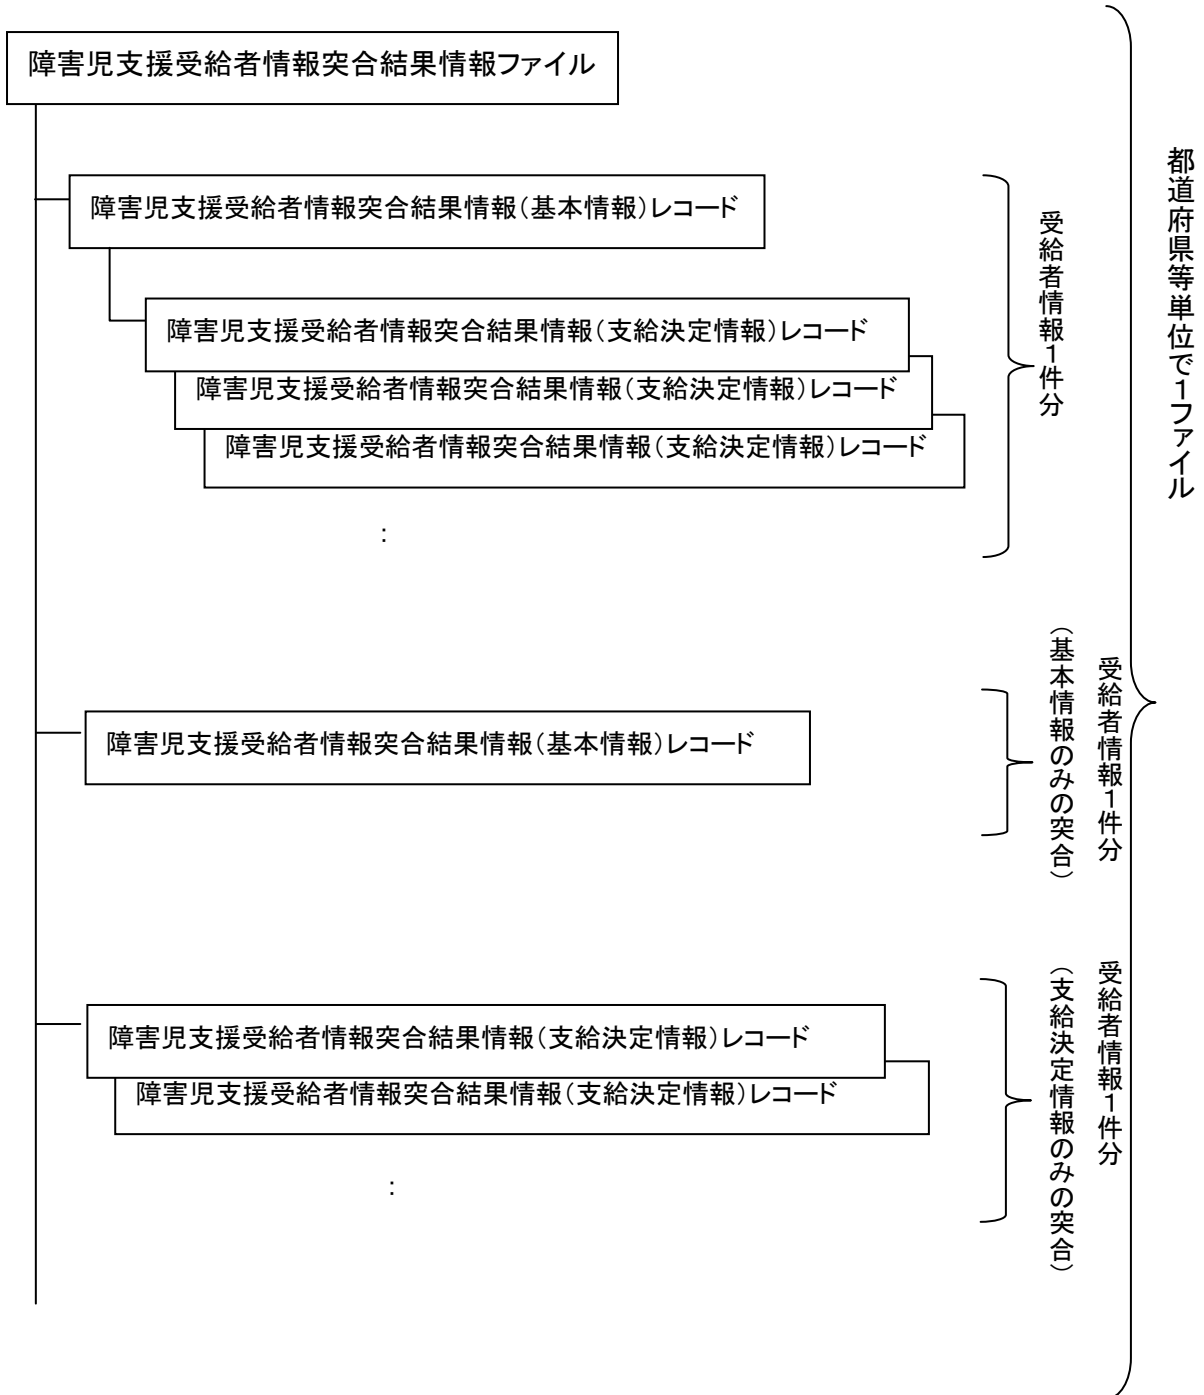 障害児支援受給者情報突合結果情報ファイル
障害児支援受給者情報突合結果情報(基本情報)レコード
障害児支援受給者情報突合結果情報(支給決定情報)レコード
障害児支援受給者情報突合結果情報(支給決定情報)レコード
障害児支援受給者情報突合結果情報(支給決定情報)レコード
:
受給者情報1件分
都道府県等単位で1ファイル
障害児支援受給者情報突合結果情報(基本情報)レコード
受給者情報1件分
(基本情報のみの突合)
障害児支援受給者情報突合結果情報(支給決定情報)レコード
障害児支援受給者情報突合結果情報(支給決定情報)レコード
:
受給者情報1件分
(支給決定情報のみの突合)